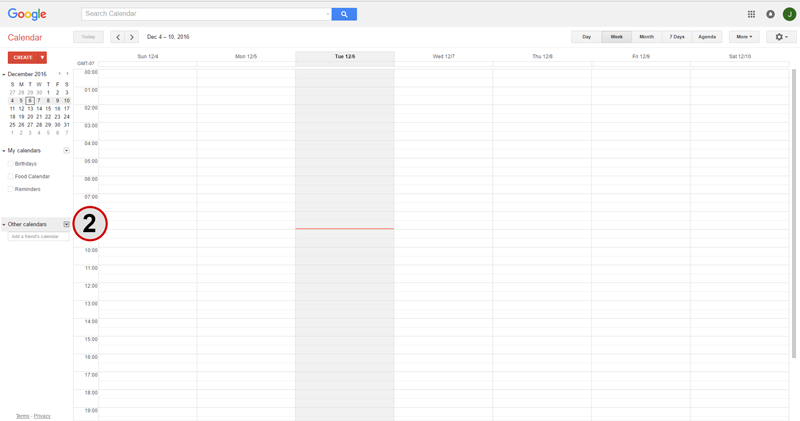 Google
Search Calendar
J
Calendar
Today
Dec 4 – 10, 2016
Day
Week
Month
7 Days
Agenda
More
CREATE
December 2016
S M T W T F S
27 28 29 30 1 2 3
4 5 6 7 8 9 10
11 12 13 14 15 16 17
18 19 20 21 22 23 24
25 26 27 28 29 30 31
1 2 3 4 5 6 7
My calendars
Birthdays
Food Calendar
Reminders
Other calendars
2
Add a friend's calendar
Terms - Privacy
Sun 12/4
Mon 12/5
Tue 12/6
Wed 12/7
Thu 12/8
Fri 12/9
Sat 12/10
GMT-07
00:00
01:00
02:00
03:00
04:00
05:00
06:00
07:00
10:00
11:00
12:00
13:00
14:00
15:00
16:00
17:00
18:00
19:00